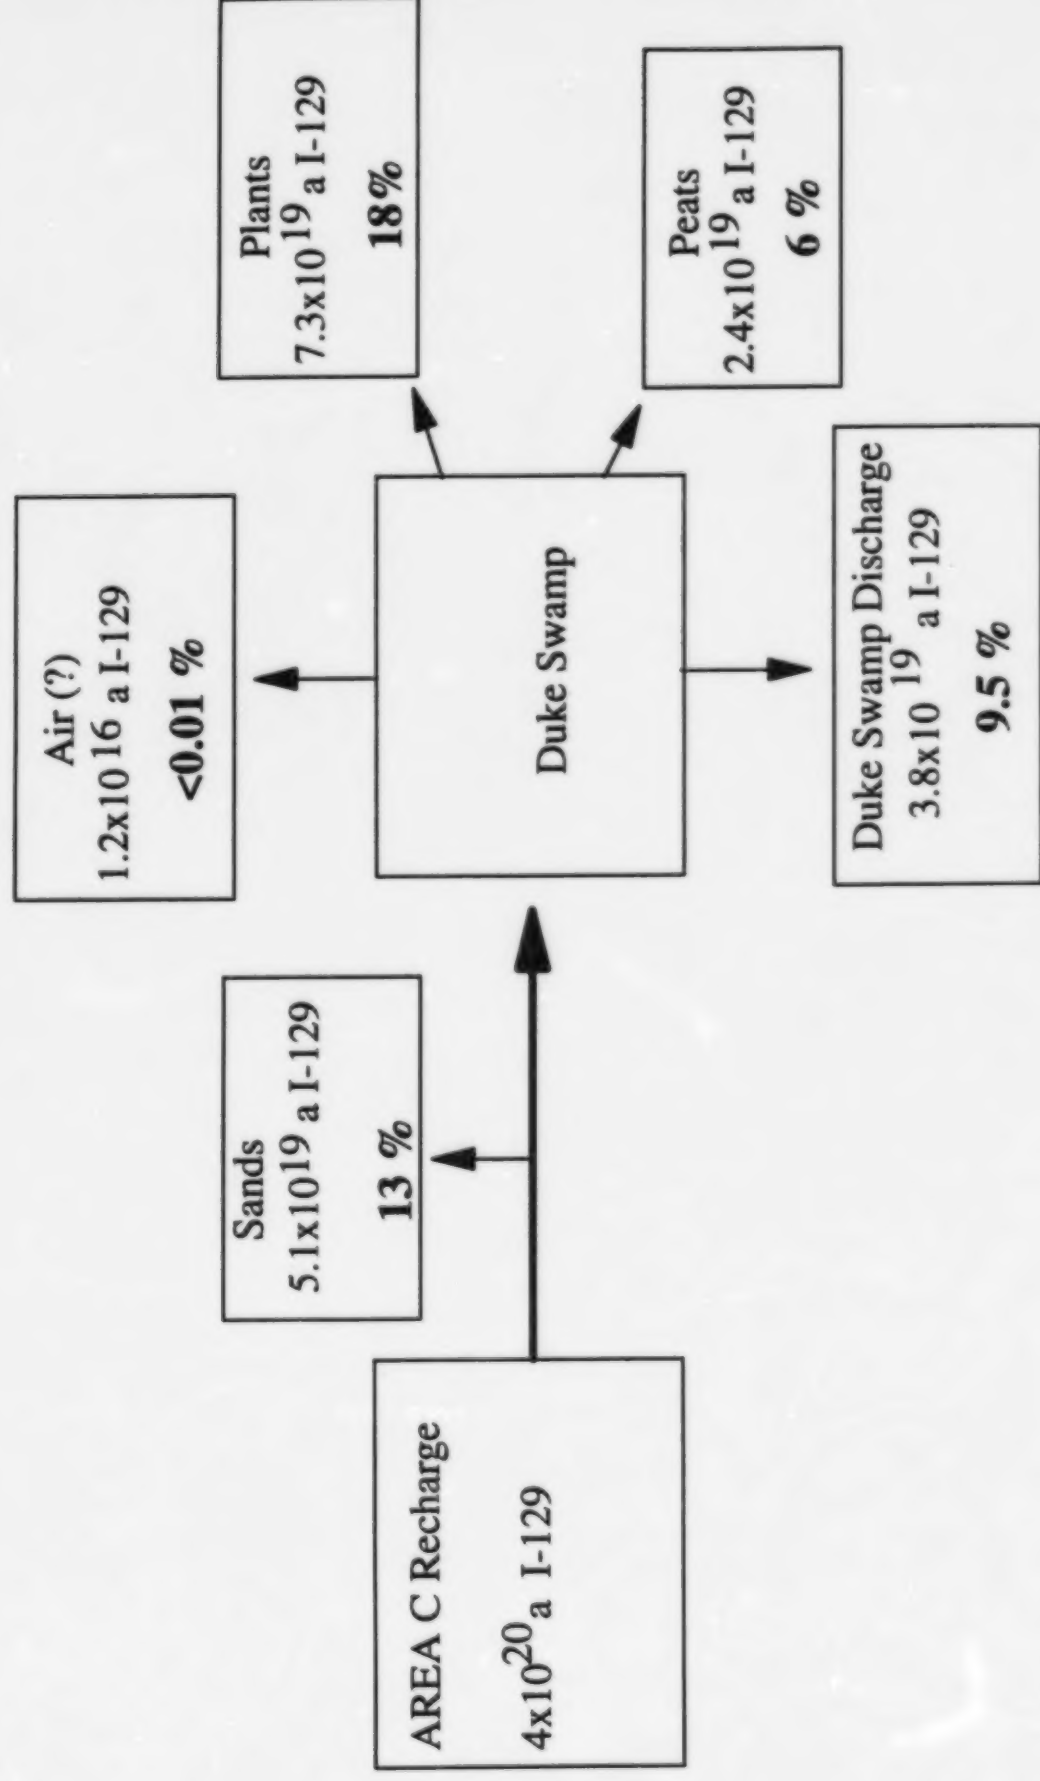 AREA C Recharge
4x10^20 a I-129
Sands
5.1x10^19 a I-129
13 %
Air (?)
1.2x10^16 a I-129
<0.01 %
Duke Swamp
Plants
7.3x10^19 a I-129
18%
Peats
2.4x10^19 a I-129
6 %
Duke Swamp Discharge
3.8x10^19 a I-129
9.5 %